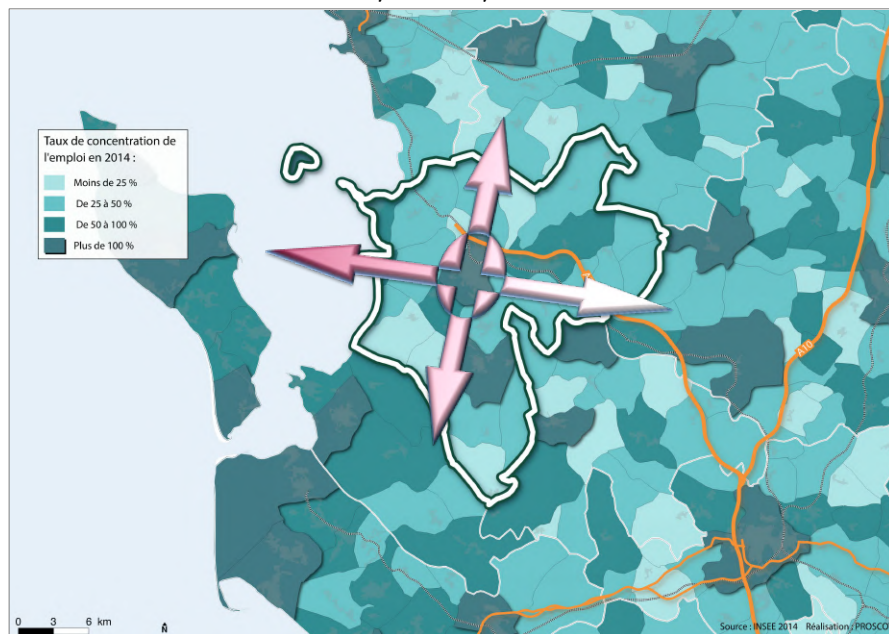 Taux de concentration de
l'emploi en 2014 :
Moins de 25 %
De 25 à 50 %
De 50 à 100 %
Plus de 100 %
A10
0 3 6 km
N
Source : INSEE 2014 Réalisation : PROSCOT